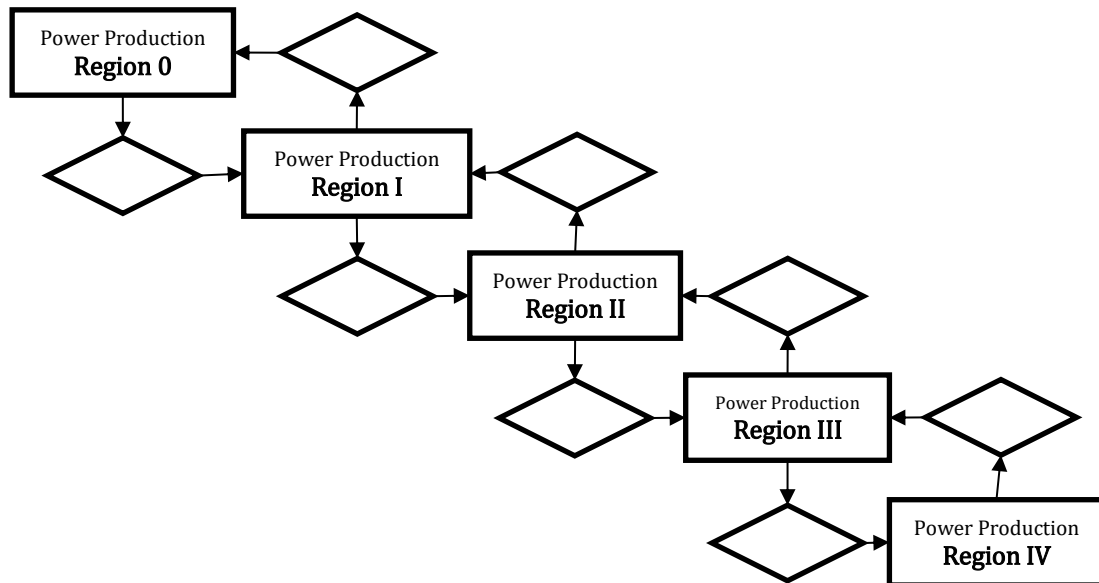 Power Production
Region 0
Power Production
Region I
Power Production
Region II
Power Production
Region III
Power Production
Region IV